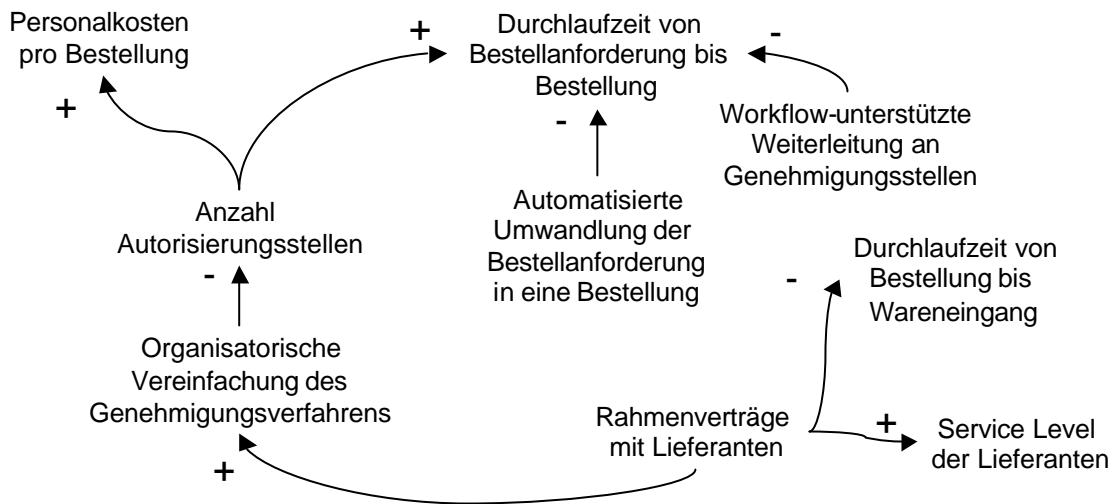 Personalkosten
pro Bestellung
+
+
Durchlaufzeit von
Bestellanforderung bis
Bestellung
-
-
Workflow-unterstützte
Weiterleitung an
Genehmigungsstellen
Anzahl
Autorisierungsstellen
-
Automatisierte
Umwandlung der
Bestellanforderung
in eine Bestellung
Durchlaufzeit von
Bestellung bis
Wareneingang
-
Organisatorische
Vereinfachung des
Genehmigungsverfahrens
+
Rahmenverträge
mit Lieferanten
+
Service Level
der Lieferanten